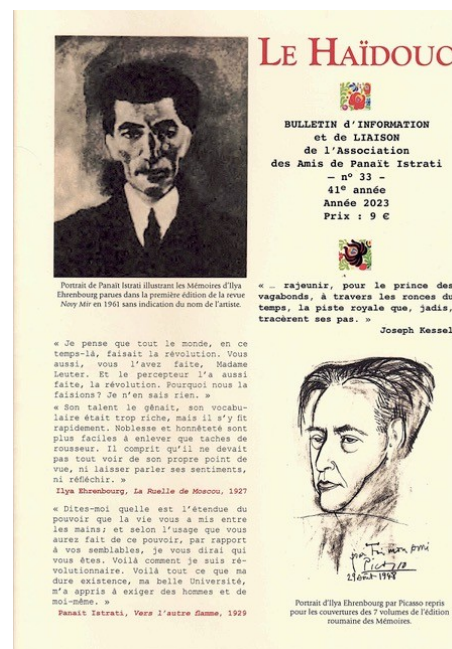 LE HAÏDOUC
BULLETIN d'INFORMATION
et de LIAISON
de l'Association
des Amis de Panaït Istrati
— nº 33 -
41e année
Année 2023
Prix : 9 €
Portrait de Panaït Istrati illustrant les Mémoires d'Ilya
Ehrenbourg parues dans la première édition de la revue
Novy Mir en 1961 sans indication du nom de l'artiste.
« … rajeunir, pour le prince des
vagabonds, à travers les ronces du
temps, la piste royale que, jadis,
tracèrent ses pas. »
Joseph Kessel
« Je pense que tout le monde, en ce
temps-là, faisait la révolution. Vous
aussi, vous l'avez faite, Madame
Leuter. Et le percepteur l'a aussi
faite, la révolution. Pourquoi nous la
faisions? Je n'en sais rien. »
« Son talent le gênait, son vocabu-
laire était trop riche, mais il s'y fit
rapidement. Noblesse et honnêteté sont
plus faciles à enlever que taches de
rousseur. Il comprit qu'il ne devait
pas tout voir de son propre point de
vue, ni laisser parler ses sentiments,
ni réfléchir. »
Ilya Ehrenbourg, La Ruelle de Moscou, 1927
« Dites-moi quelle est l'étendue du
pouvoir que la vie vous a mis entre
les mains; et selon l'usage que vous
aurez fait de ce pouvoir, par rapport
à vos semblables, je vous dirai qui
vous êtes. Voilà comment je suis ré-
volutionnaire. Voilà tout ce que ma
dure existence, ma belle Université,
m'a appris à exiger des hommes et de
moi-même. »
Panait Istrati, Vers l'autre flamme, 1929
pour mon ami
Picasso
29 Août 1948
Portrait d'Ilya Ehrenbourg par Picasso repris
pour les couvertures des 7 volumes de l'édition
roumaine des Mémoires.